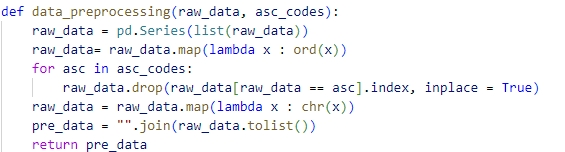 def data_preprocessing(raw_data, asc_codes):
    raw_data = pd.Series(list(raw_data))
    raw_data= raw_data.map(lambda x : ord(x))
    for asc in asc_codes:
        raw_data.drop(raw_data[raw_data == asc].index, inplace = True)
    raw_data = raw_data.map(lambda x : chr(x))
    pre_data = "".join(raw_data.tolist())
    return pre_data